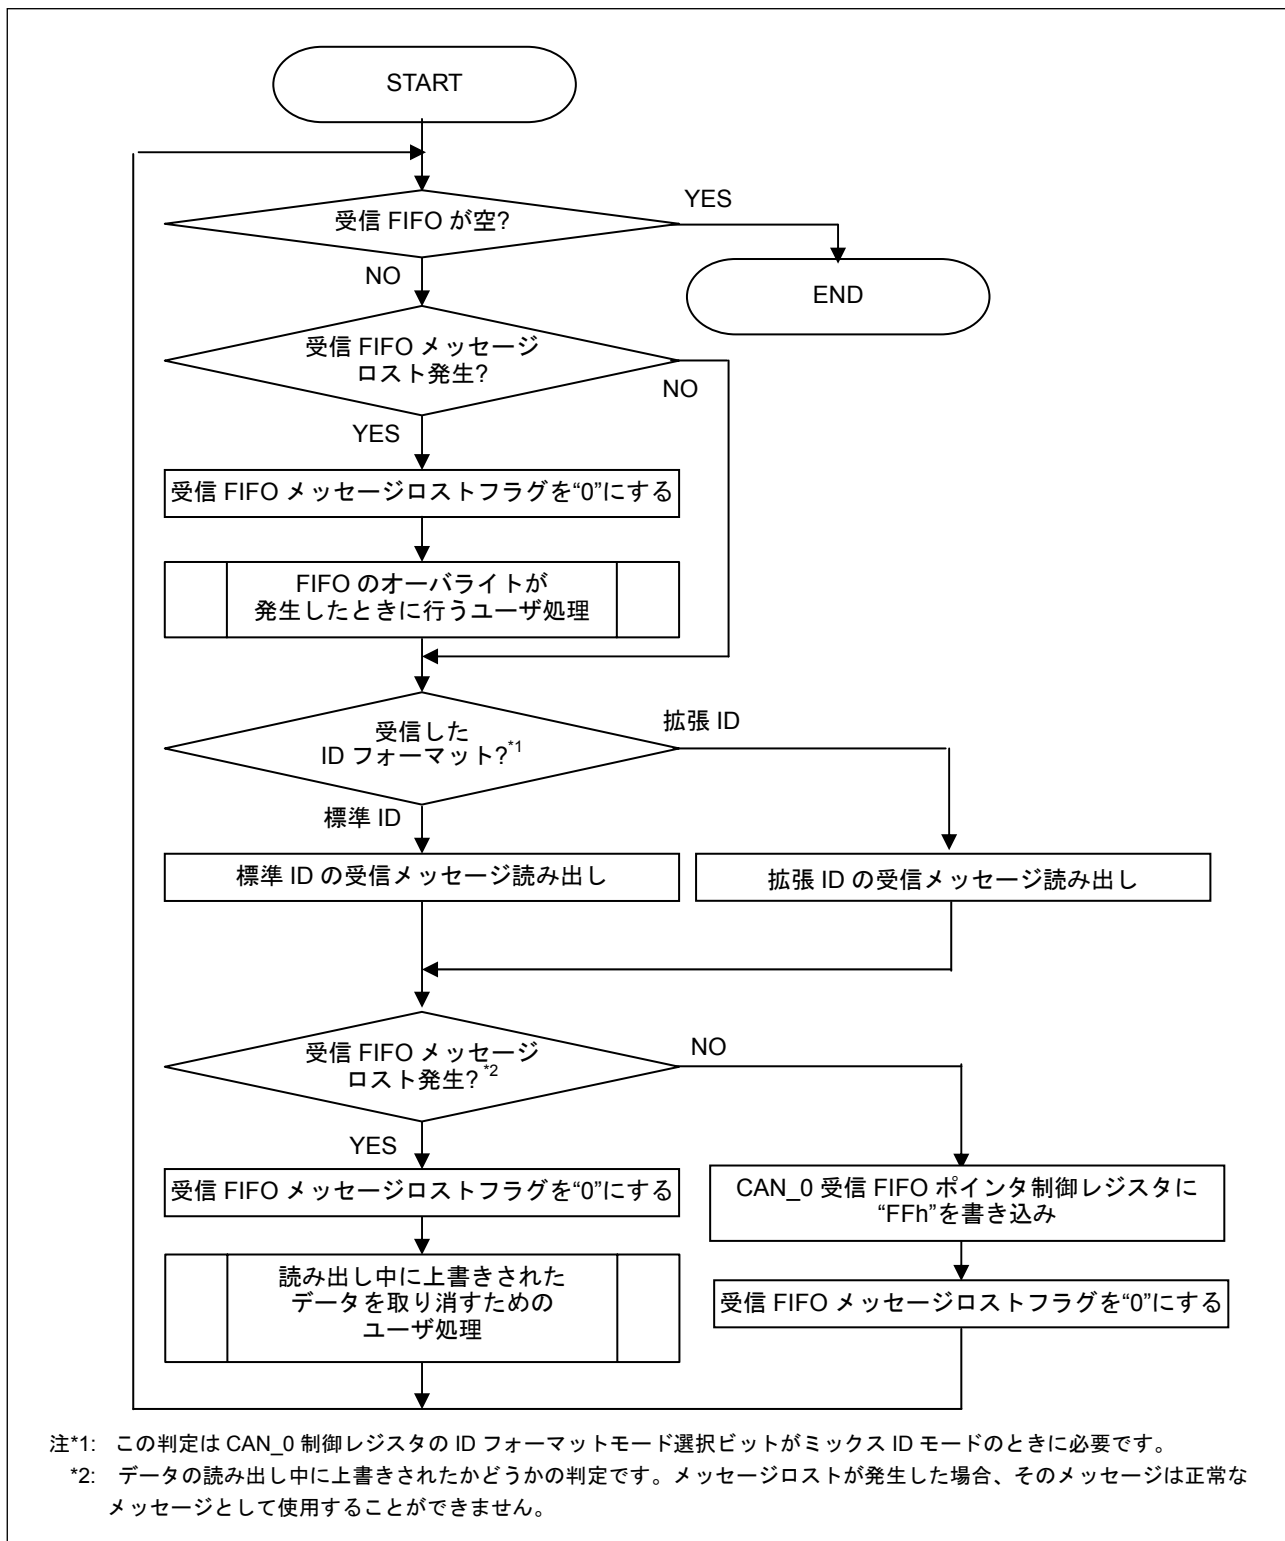 START
受信 FIFO が空?
YES
NO
END
受信 FIFO メッセージ
ロスト発生?
NO
YES
受信 FIFO メッセージロストフラグを“0”にする
FIFO のオーバライトが
発生したときに行うユーザ処理
受信した
ID フォーマット?*1
拡張 ID
標準 ID
標準 ID の受信メッセージ読み出し
拡張 ID の受信メッセージ読み出し
受信 FIFO メッセージ
ロスト発生?*2
NO
YES
受信 FIFO メッセージロストフラグを“0”にする
CAN_0 受信 FIFO ポインタ制御レジスタに
“FFh”を書き込み
読み出し中に上書きされた
データを取り消すための
ユーザ処理
受信 FIFO メッセージロストフラグを“0”にする
注*1: この判定は CAN_0 制御レジスタの ID フォーマットモード選択ビットがミックス ID モードのときに必要です。
*2: データの読み出し中に上書きされたかどうかの判定です。メッセージロストが発生した場合、そのメッセージは正常な
メッセージとして使用することができません。